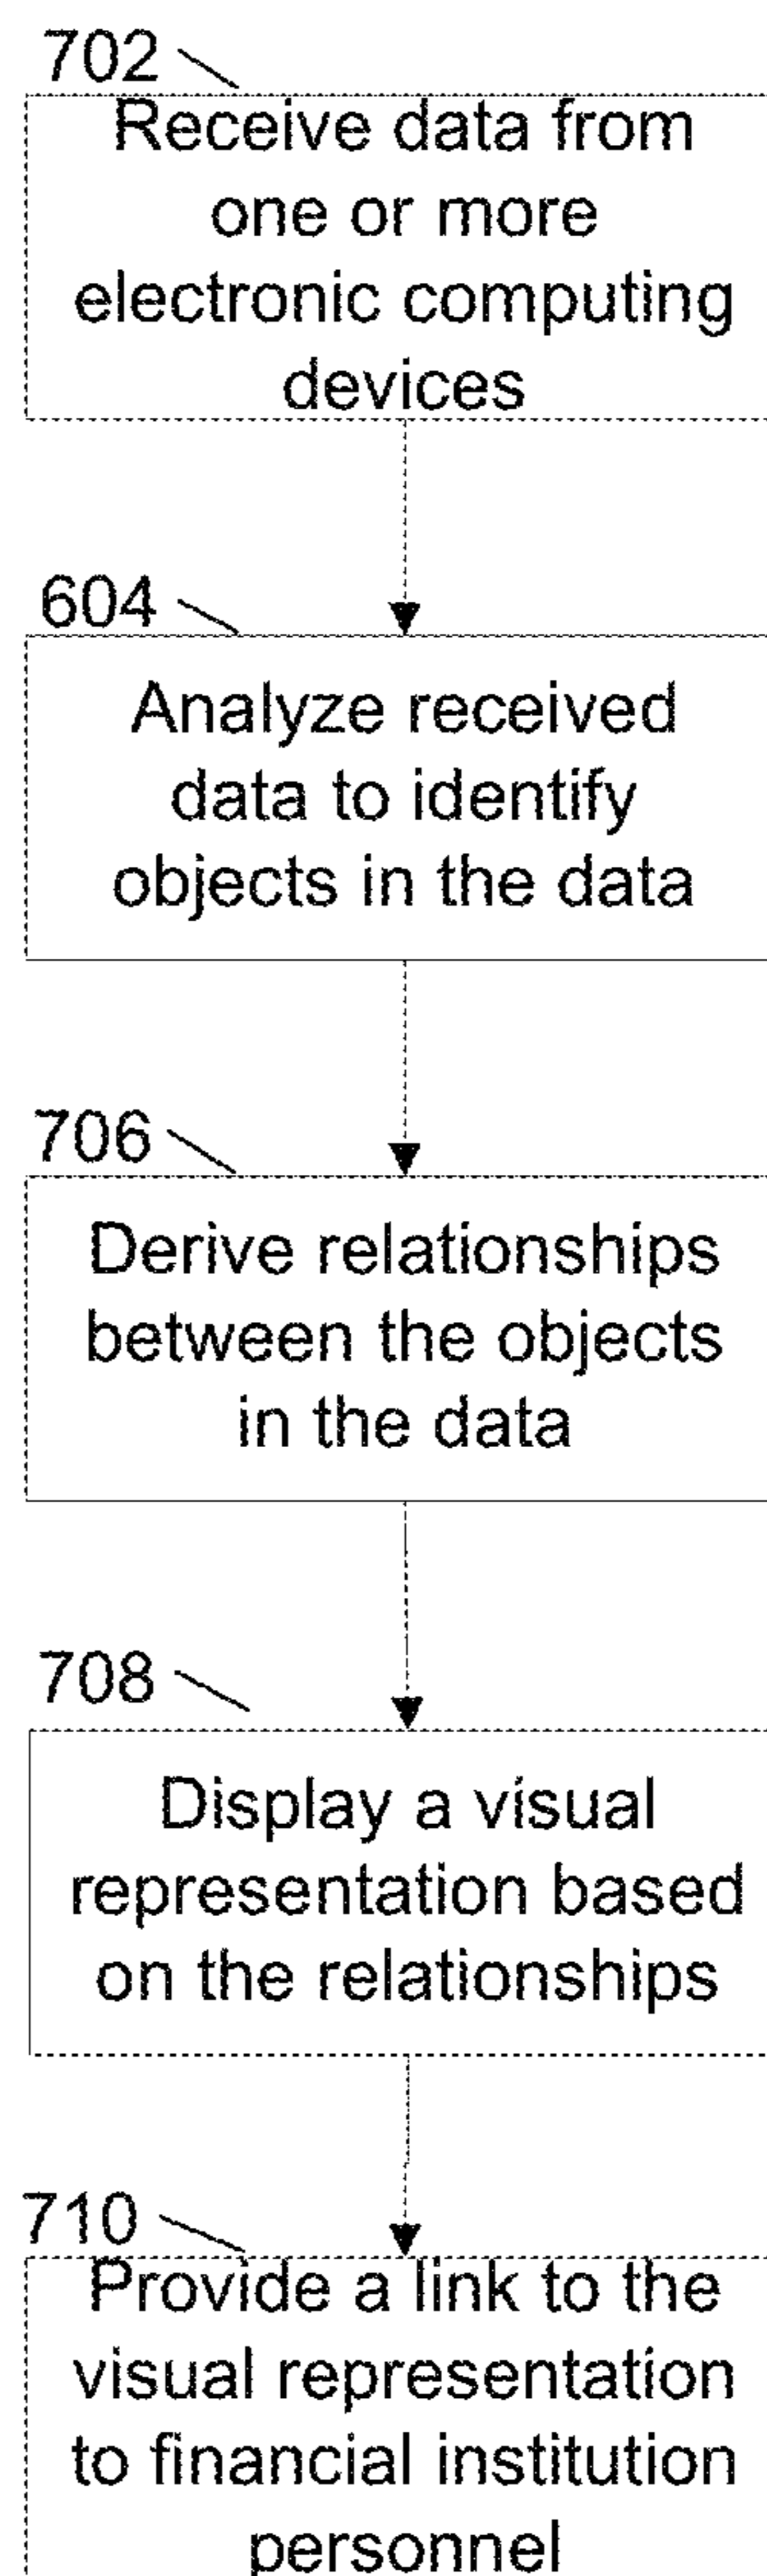 702
Receive data from
one or more
electronic computing
devices
604
Analyze received
data to identify
objects in the data
706
Derive relationships
between the objects
in the data
708
Display a visual
representation based
on the relationships
710
Provide a link to the
visual representation
to financial institution
personnel